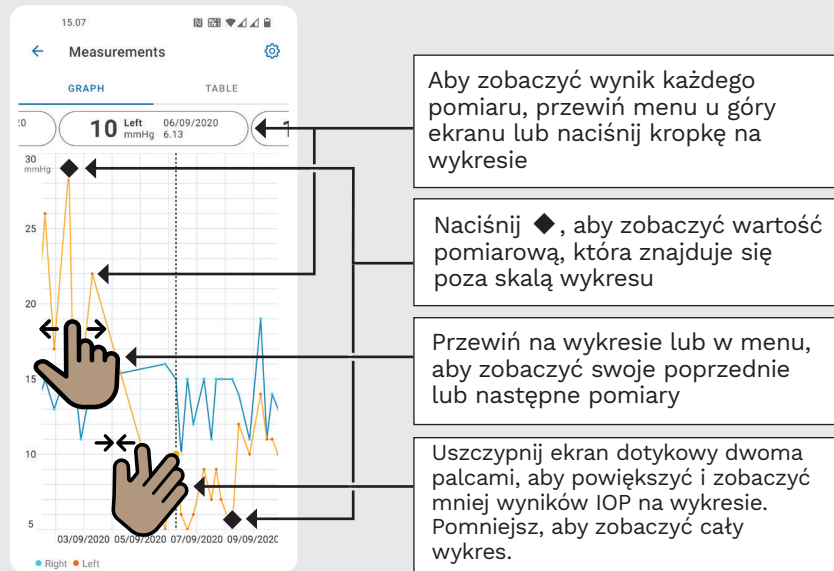 15.07
Measurements
GRAPH TABLE
10 Left 06/09/2020
mmHg 6.13
30
mmHg
25
20
15
10
5
03/09/2020 05/09/2020 07/09/2020 09/09/202
Right Left
Aby zobaczyć wynik każdego
pomiaru, przewiń menu u góry
ekranu lub naciśnij kropkę na
wykresie
Naciśnij ◆, aby zobaczyć wartość
pomiarową, która znajduje się
poza skalą wykresu
Przewiń na wykresie lub w menu,
aby zobaczyć swoje poprzednie
lub następne pomiary
Uszczypnij ekran dotykowy dwoma
palcami, aby powiększyć i zobaczyć
mniej wyników IOP na wykresie.
Pomniejsz, aby zobaczyć cały
wykres.